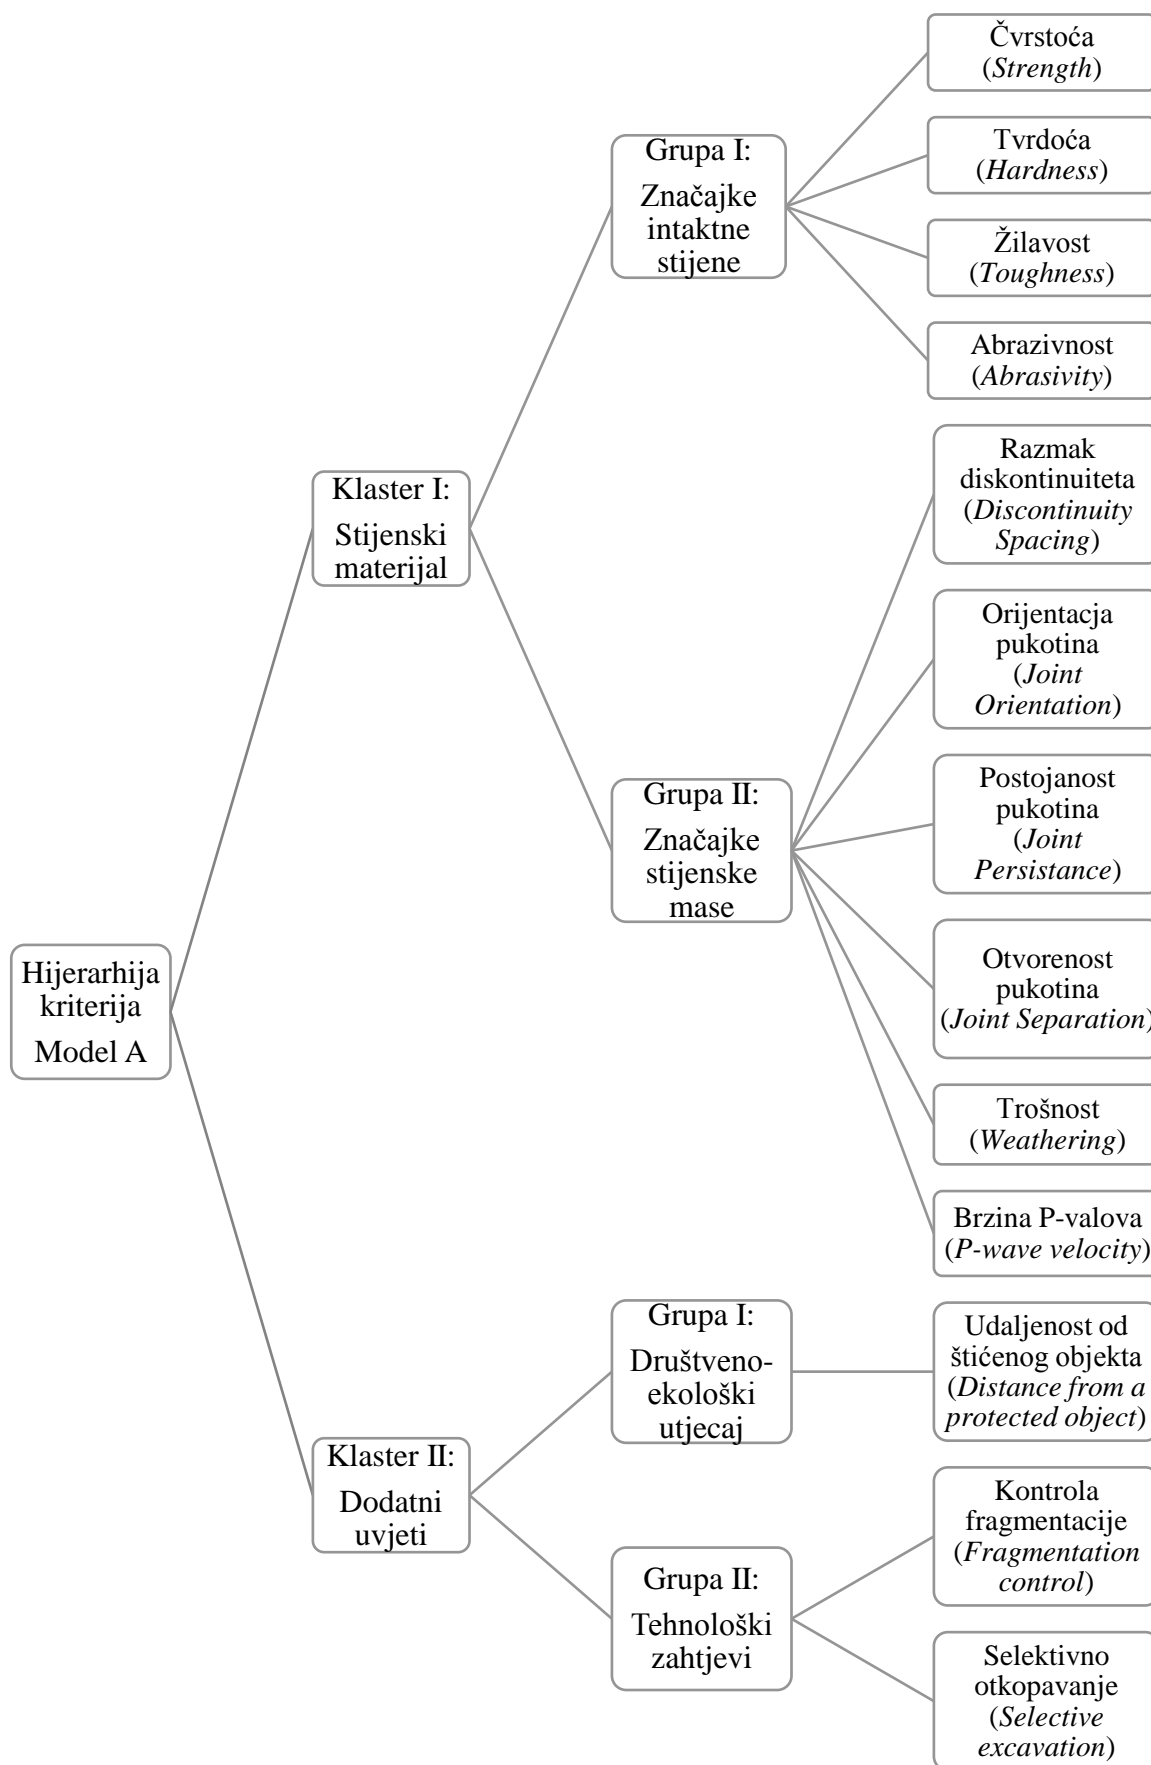 Čvrstoća
(Strength)
Tvrdoća
(Hardness)
Žilavost
(Toughness)
Abrazivnost
(Abrasivity)
Grupa I:
Značajke
intaktne
stijene
Razmak
diskontinuiteta
(Discontinuity
Spacing)
Orijentacja
pukotina
(Joint
Orientation)
Postojanost
pukotina
(Joint
Persistance)
Otvorenost
pukotina
(Joint Separation)
Trošnost
(Weathering)
Brzina P-valova
(P-wave velocity)
Grupa II:
Značajke
stijenske
mase
Klaster I:
Stijenski
materijal
Hijerarhija
kriterija
Model A
Klaster II:
Dodatni
uvjeti
Grupa I:
Društveno-
ekološki
utjecaj
Udaljenost od
štićenog objekta
(Distance from a
protected object)
Grupa II:
Tehnološki
zahtjevi
Kontrola
fragmentacije
(Fragmentation
control)
Selektivno
otkopavanje
(Selective
excavation)